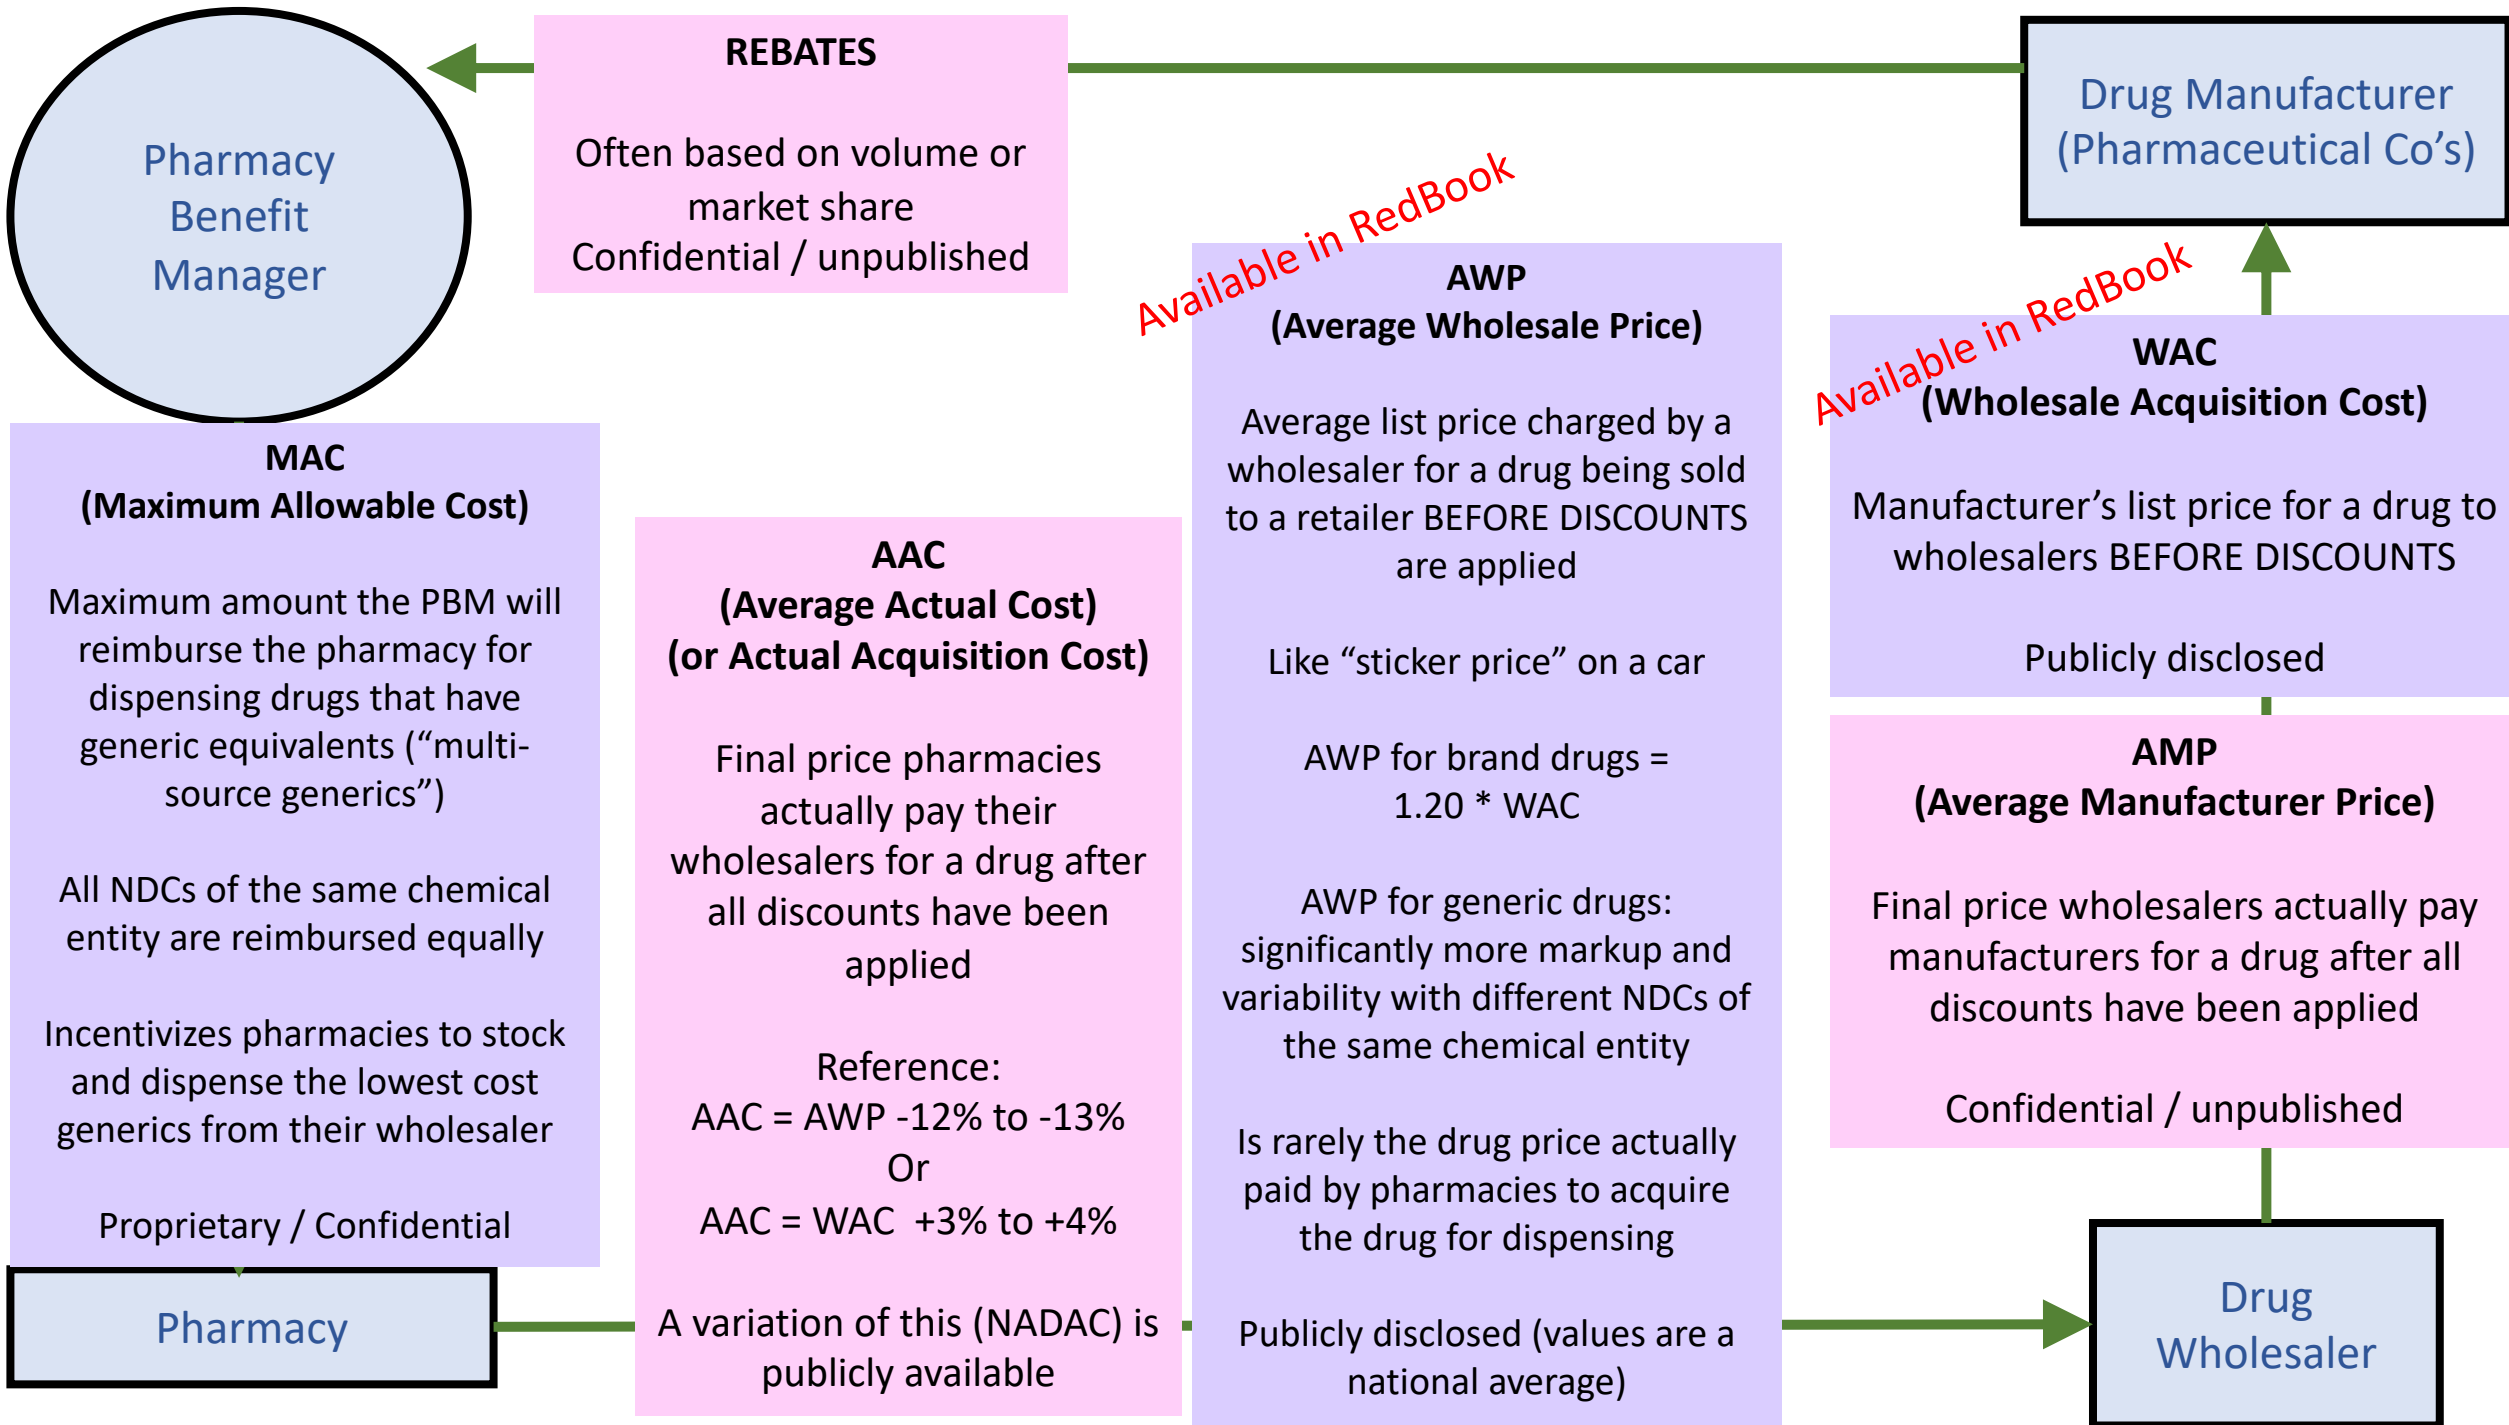 Pharmacy
Benefit
Manager
REBATES
Often based on volume or
market share
Confidential / unpublished
Drug Manufacturer
(Pharmaceutical Co’s)
MAC
(Maximum Allowable Cost)
Maximum amount the PBM will
reimburse the pharmacy for
dispensing drugs that have
generic equivalents (“multi-
source generics”)
All NDCs of the same chemical
entity are reimbursed equally
Incentivizes pharmacies to stock
and dispense the lowest cost
generics from their wholesaler
Proprietary / Confidential
Pharmacy
AAC
(Average Actual Cost)
(or Actual Acquisition Cost)
Final price pharmacies
actually pay their
wholesalers for a drug after
all discounts have been
applied
Reference:
AAC = AWP -12% to -13%
Or
AAC = WAC +3% to +4%
A variation of this (NADAC) is
publicly available
Available in RedBook
AWP
(Average Wholesale Price)
Average list price charged by a
wholesaler for a drug being sold
to a retailer BEFORE DISCOUNTS
are applied
Like “sticker price” on a car
AWP for brand drugs =
1.20 * WAC
AWP for generic drugs:
significantly more markup and
variability with different NDCs of
the same chemical entity
Is rarely the drug price actually
paid by pharmacies to acquire
the drug for dispensing
Publicly disclosed (values are a
national average)
Available in RedBook
WAC
(Wholesale Acquisition Cost)
Manufacturer’s list price for a drug to
wholesalers BEFORE DISCOUNTS
Publicly disclosed
AMP
(Average Manufacturer Price)
Final price wholesalers actually pay
manufacturers for a drug after all
discounts have been applied
Confidential / unpublished
Drug
Wholesaler